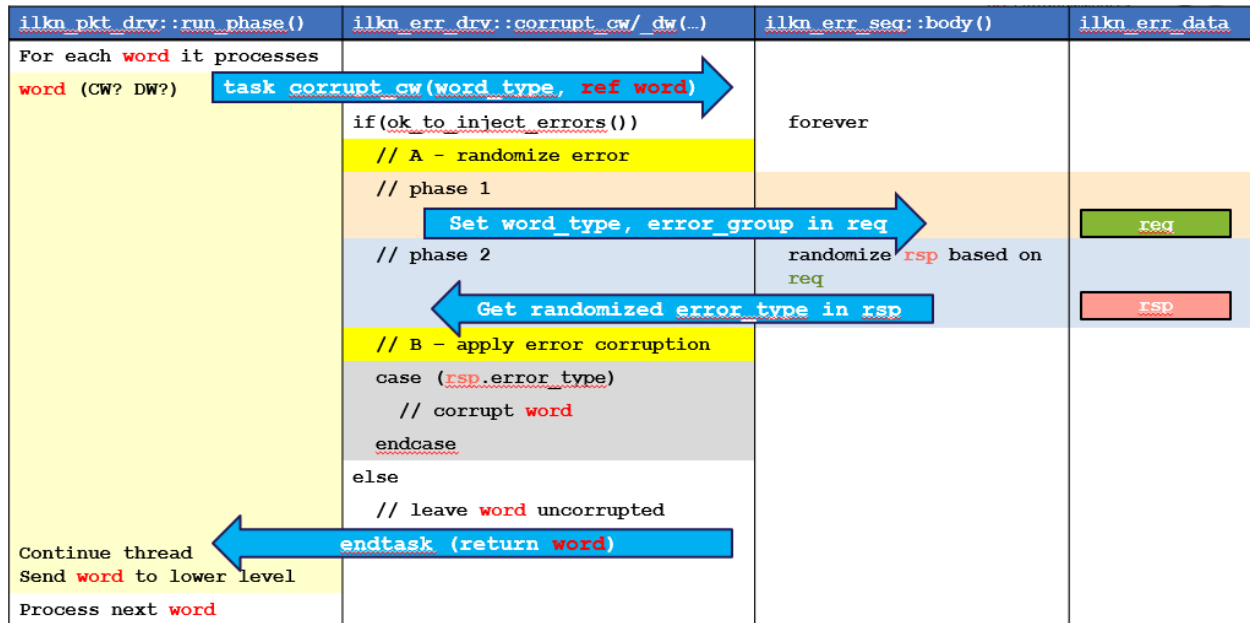 ilkn_pkt_drv::run_phase()
ilkn_err_drv::corrupt_cw/_dw(…)
ilkn_err_seq::body()
ilkn_err_data
For each word it processes
word (CW? DW?)
task corrupt_cw(word_type, ref word)
if(ok_to_inject_errors())
forever
// A - randomize error
// phase 1
Set word_type, error_group in req
req
// phase 2
randomize rsp based on
req
Get randomized error_type in rsp
rsp
// B - apply error corruption
case (rsp.error_type)
// corrupt word
endcase
else
// leave word uncorrupted
endtask (return word)
Continue thread
Send word to lower level
Process next word